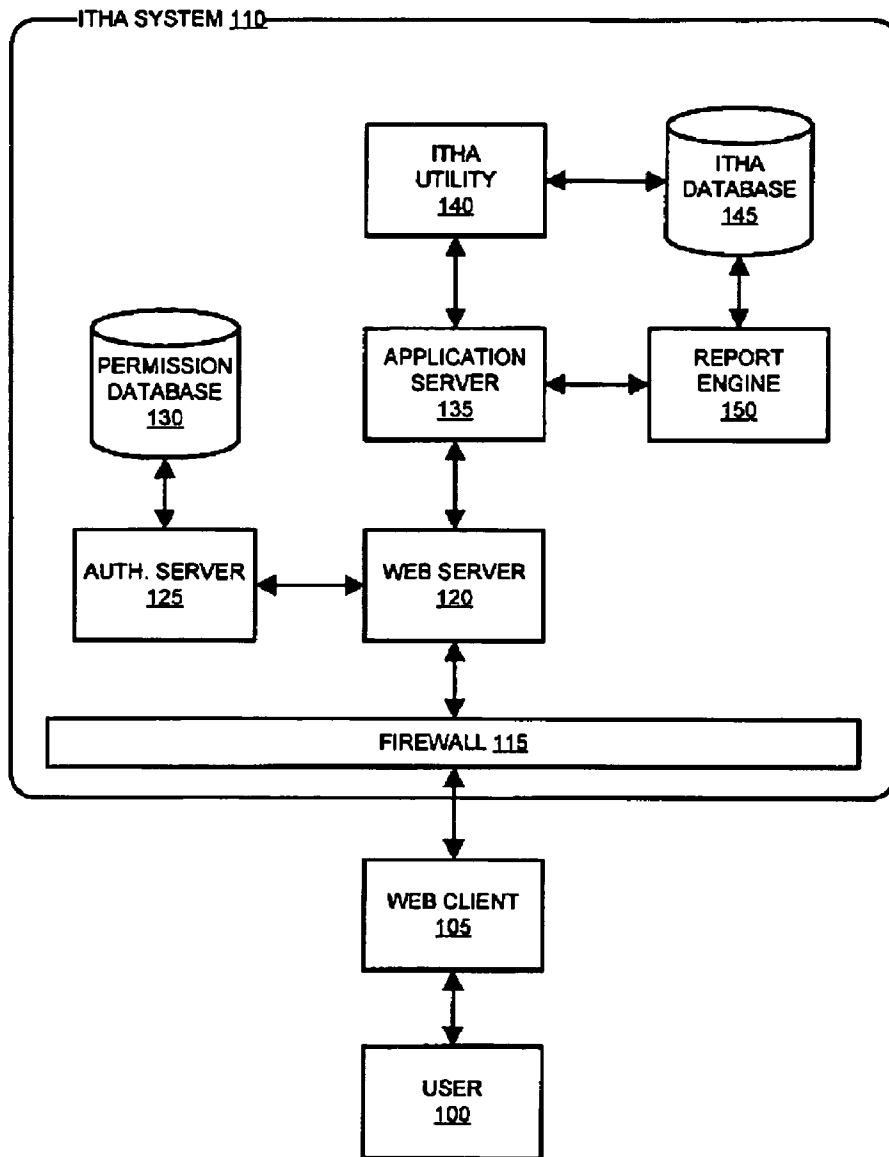 ITHA SYSTEM 110
ITHA
UTILITY
140
ITHA
DATABASE
145
PERMISSION
DATABASE
130
APPLICATION
SERVER
135
REPORT
ENGINE
150
AUTH. SERVER
125
WEB SERVER
120
FIREWALL 115
WEB CLIENT
105
USER
100